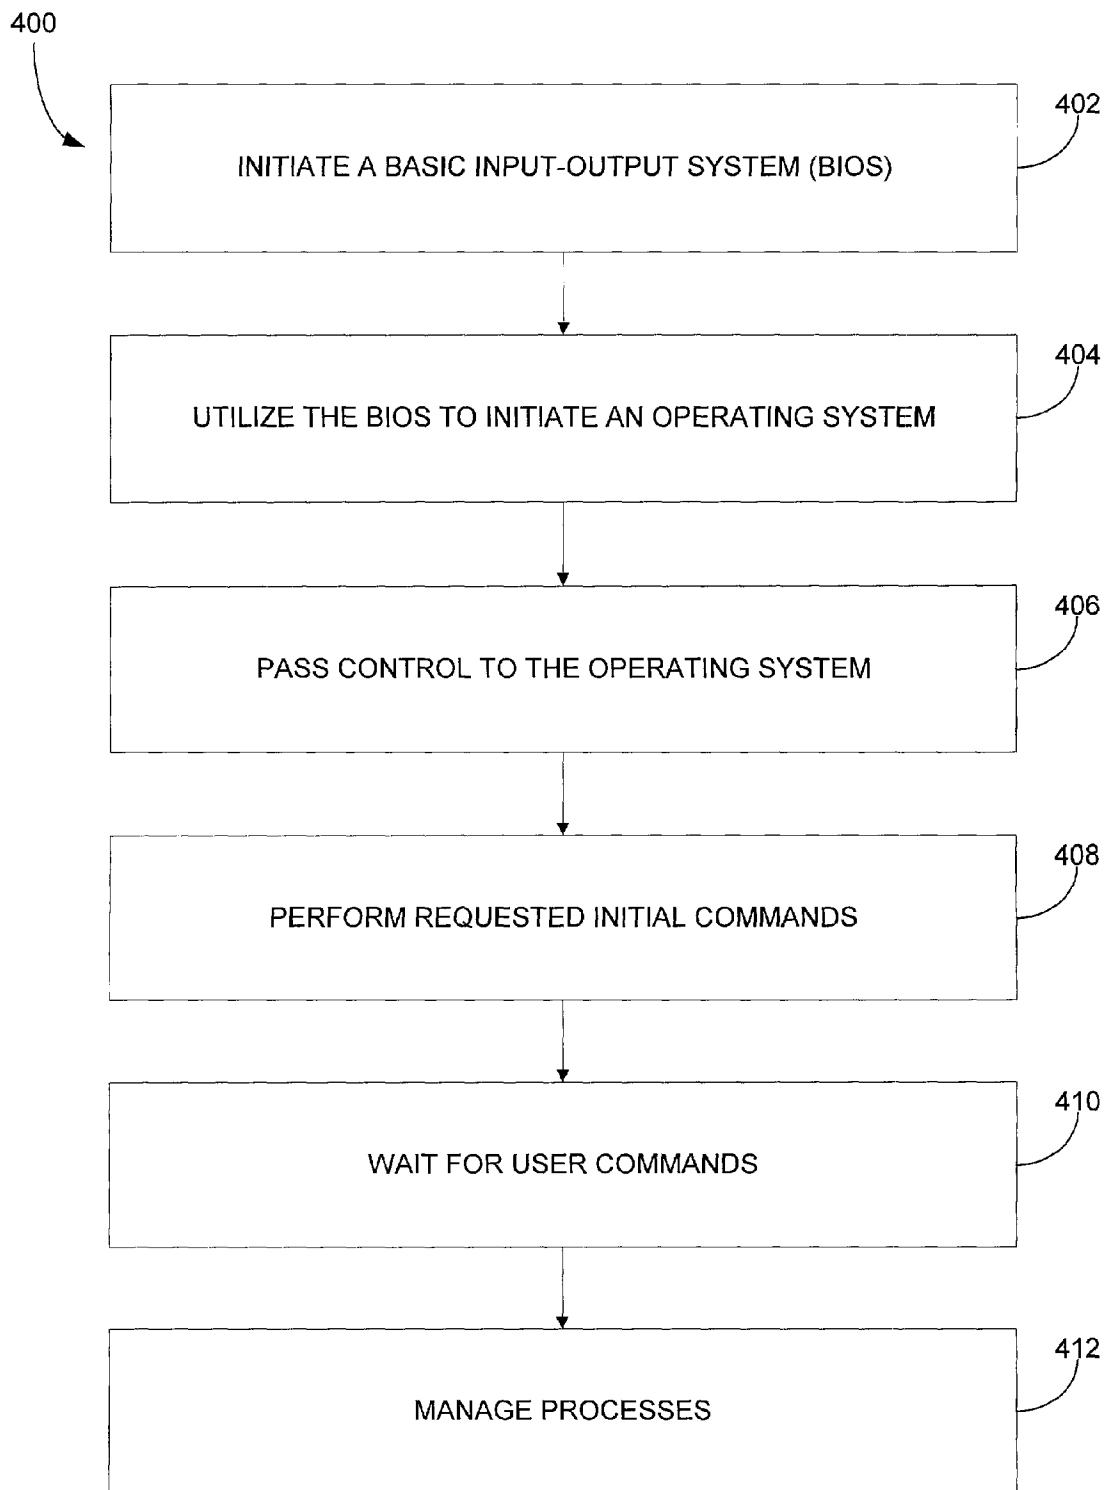 400
402
INITIATE A BASIC INPUT-OUTPUT SYSTEM (BIOS)
404
UTILIZE THE BIOS TO INITIATE AN OPERATING SYSTEM
406
PASS CONTROL TO THE OPERATING SYSTEM
408
PERFORM REQUESTED INITIAL COMMANDS
410
WAIT FOR USER COMMANDS
412
MANAGE PROCESSES